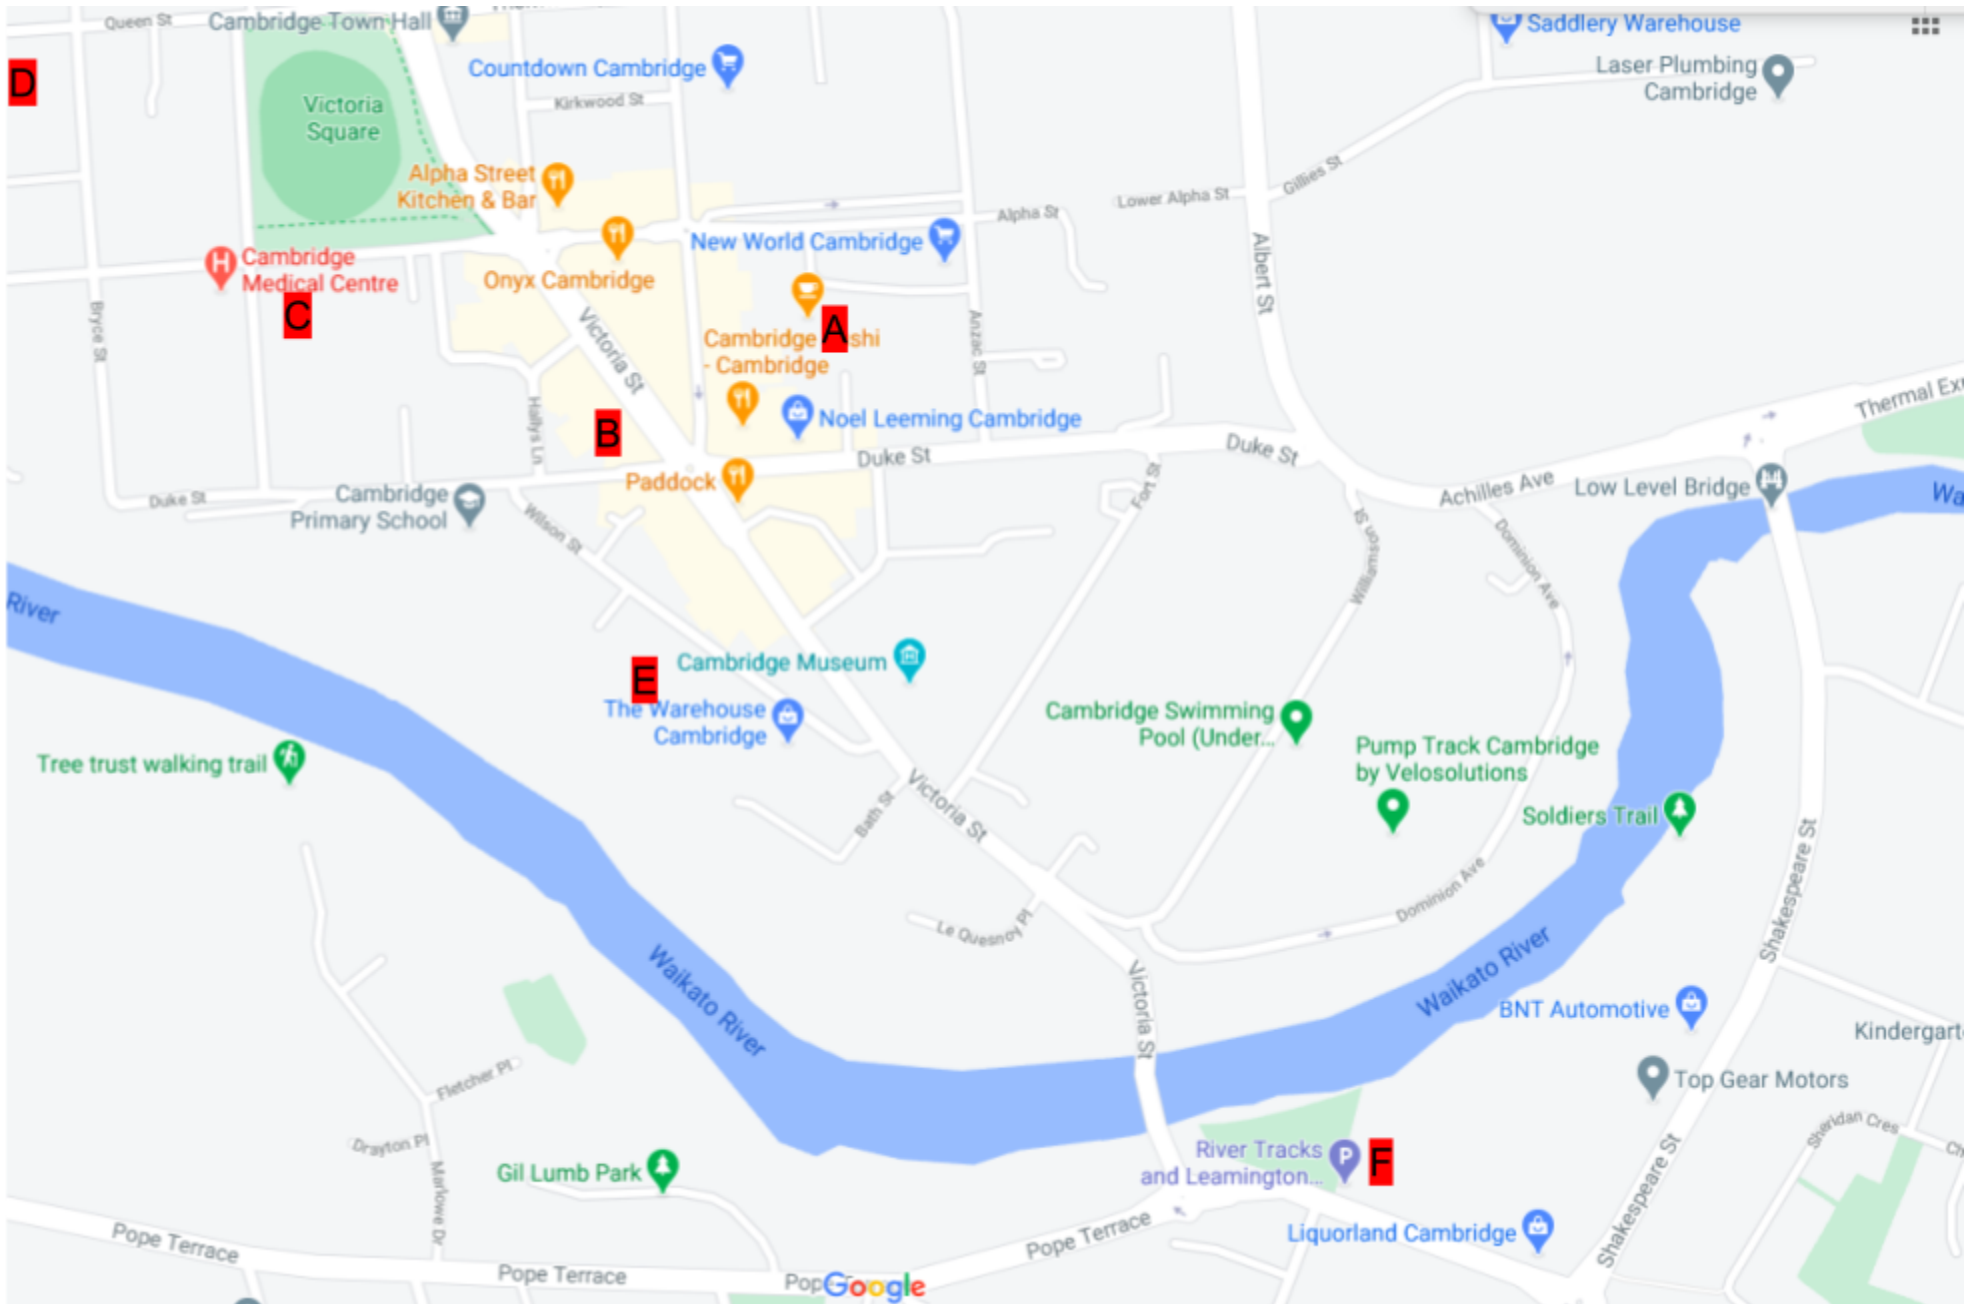 Queen St
Cambridge Town Hall
Saddlery Warehouse
Countdown Cambridge
Laser Plumbing
Cambridge
D
Kirkwood St
Victoria
Square
Alpha Street
Kitchen & Bar
Gillies St
Lower Alpha St
Alpha St
New World Cambridge
Onyx Cambridge
Cambridge
Medical Centre
Albert St
C
A
Bryce St
Victoria St
Anzac St
Cambridge
- Cambridge
Thermal
Hallys Ln
B
Noel Leeming Cambridge
Duke St
Duke St
Paddock
Duke St
Cambridge
Primary School
Wilson St
Fort St
Achilles Ave
Low Level Bridge
Williamson St
Dominion Ave
River
E
Cambridge Museum
The Warehouse
Cambridge
Cambridge Swimming
Pool (Under...
Pump Track Cambridge
by Velosolutions
Tree trust walking trail
Bath St
Victoria St
Soldiers Trail
Shakespeare St
Dominion Ave
Le Quesnoy Pl
Waikato River
Victoria St
Waikato River
BNT Automotive
Top Gear Motors
Fletcher Pl
Drayton Pl
Marlowe Dr
Gil Lumb Park
River Tracks
and Leamington...
P
F
Sheridan Cres
Shakespeare St
Liquorland Cambridge
Pope Terrace
Pope Terrace
Pope Terrace
Google